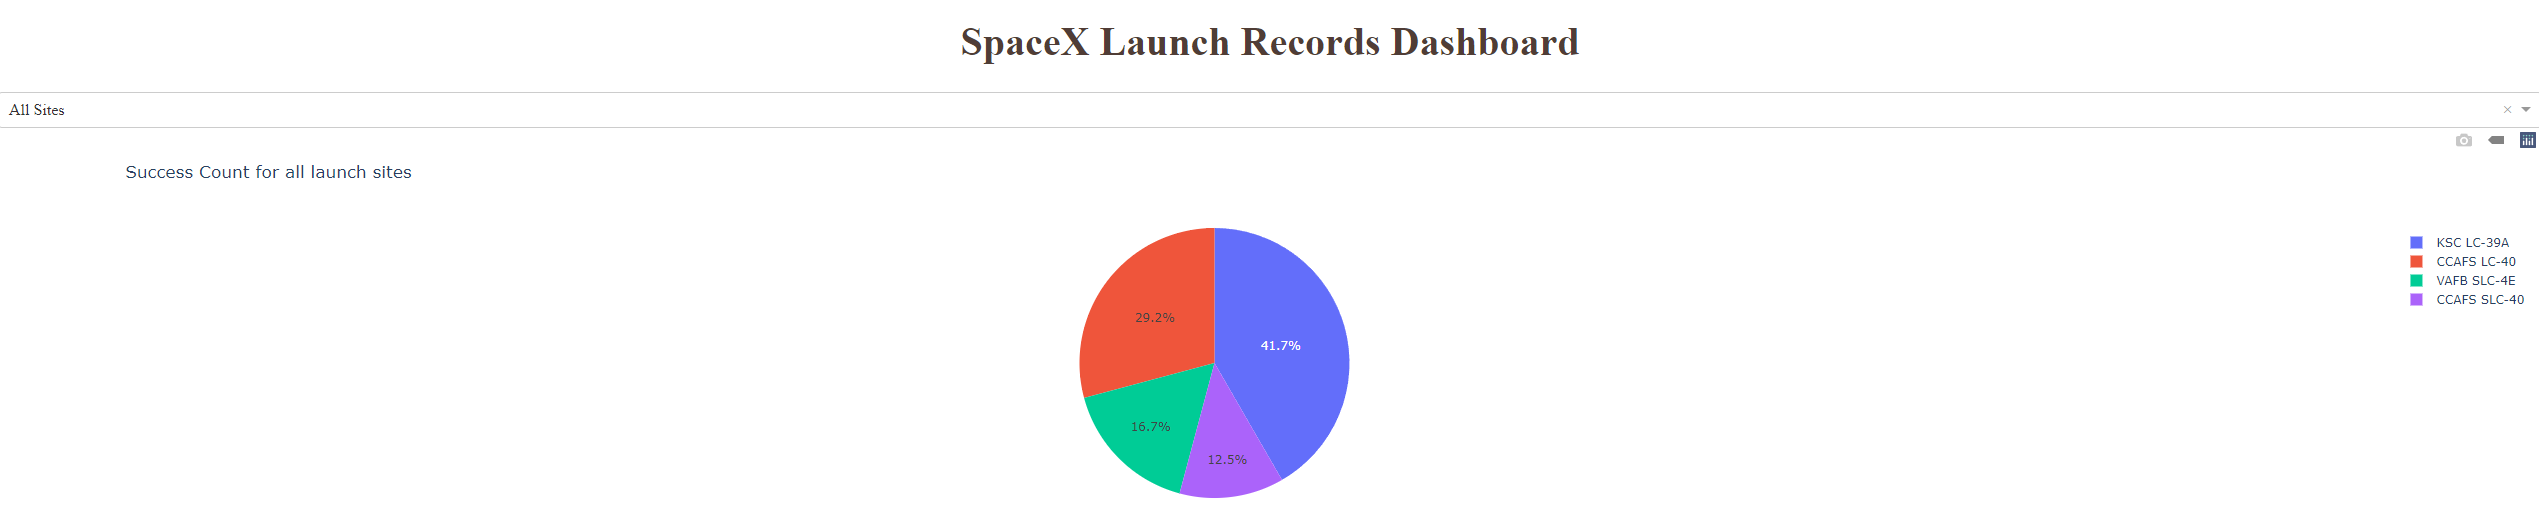 SpaceX Launch Records Dashboard
All Sites
Success Count for all launch sites
KSC LC-39A
CCAFS LC-40
VAFB SLC-4E
CCAFS SLC-40
29.2%
41.7%
16.7%
12.5%